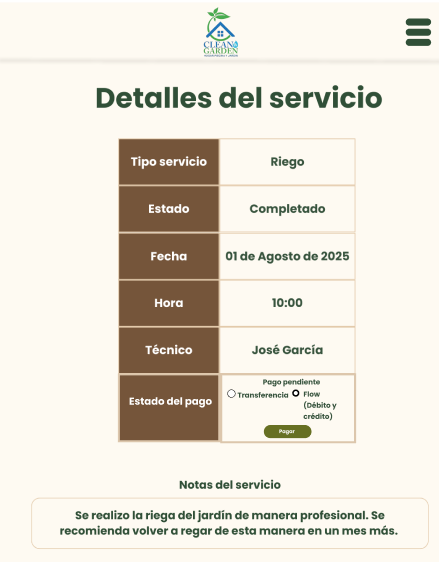 CLEAN &
GARDEN
Detalles del servicio
Tipo servicio Riego
Estado Completado
Fecha 01 de Agosto de 2025
Hora 10:00
Técnico José García
Estado del pago
Pago pendiente
Transferencia Flow
(Débito y
crédito)
Pagar
Notas del servicio
Se realizo la riega del jardín de manera profesional. Se
recomienda volver a regar de esta manera en un mes más.